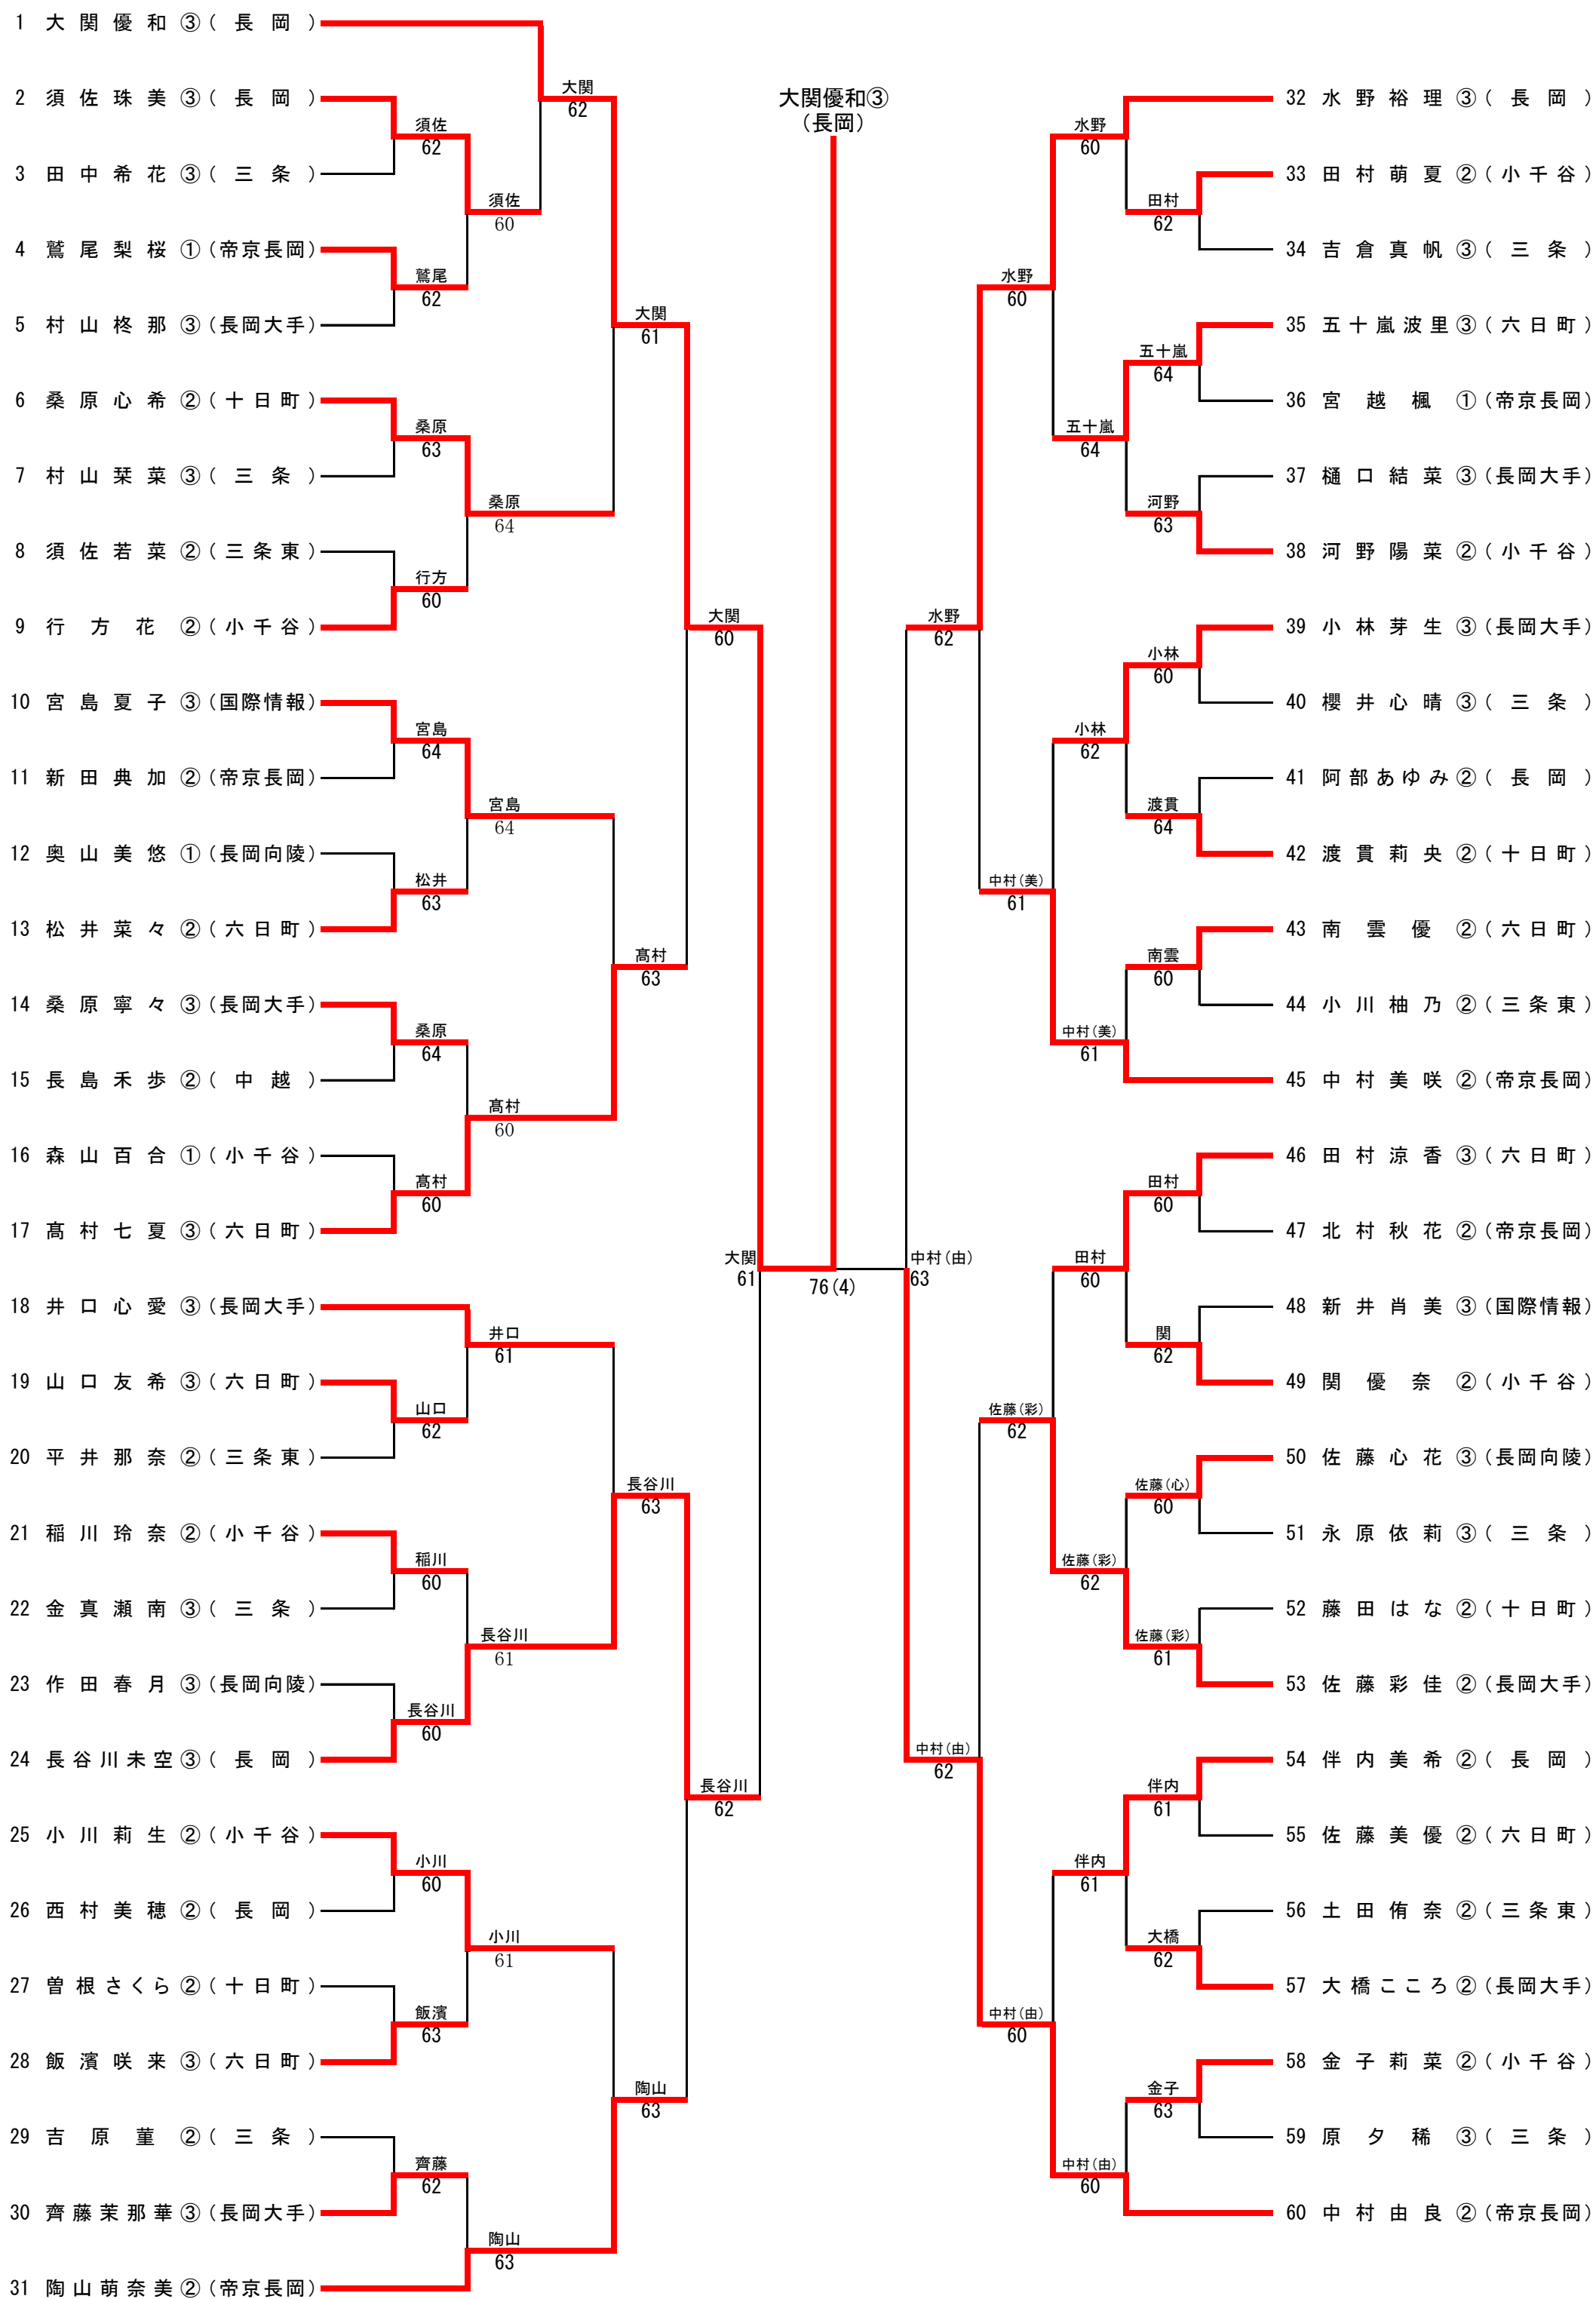 大関優和③
(長岡)
1 大関優和③(長岡)
2 須佐珠美③(長岡)
3 田中希花③(三条)
4 鷲尾梨桜①(帝京長岡)
5 村山柊那③(長岡大手)
6 桑原心希②(十日町)
7 村山栞菜③(三条)
8 須佐若菜②(三条東)
9 行方花②(小千谷)
10 宮島夏子③(国際情報)
11 新田典加②(帝京長岡)
12 奥山美悠①(長岡向陵)
13 松井菜々②(六日町)
14 桑原寧々③(長岡大手)
15 長島禾歩②(中越)
16 森山百合①(小千谷)
17 髙村七夏③(六日町)
18 井口心愛③(長岡大手)
19 山口友希③(六日町)
20 平井那奈②(三条東)
21 稲川玲奈②(小千谷)
22 金真瀬南③(三条)
23 作田春月③(長岡向陵)
24 長谷川未空③(長岡)
25 小川莉生②(小千谷)
26 西村美穂②(長岡)
27 曽根さくら②(十日町)
28 飯濱咲来③(六日町)
29 吉原菫②(三条)
30 齊藤茉那華③(長岡大手)
31 陶山萌奈美②(帝京長岡)
須佐
62
鷲尾
62
桑原
63
行方
60
宮島
64
松井
63
桑原
64
髙村
60
山口
62
稲川
60
長谷川
60
小川
60
飯濱
63
齊藤
62
須佐
60
桑原
64
宮島
64
髙村
60
井口
61
長谷川
61
小川
61
陶山
63
大関
62
大関
61
髙村
63
長谷川
63
陶山
63
大関
60
長谷川
62
大関
61
76(4)
中村(由)
63
水野
62
中村(由)
62
水野
60
中村(美)
61
佐藤(彩)
62
中村(由)
60
水野
60
五十嵐
64
小林
62
中村(美)
61
田村
60
佐藤(彩)
62
伴内
61
中村(由)
60
田村
62
五十嵐
64
河野
63
小林
60
渡貫
64
南雲
60
田村
60
関
62
佐藤(心)
60
佐藤(彩)
61
伴内
61
大橋
62
金子
63
32 水野裕理③(長岡)
33 田村萌夏②(小千谷)
34 吉倉真帆③(三条)
35 五十嵐波里③(六日町)
36 宮越楓①(帝京長岡)
37 樋口結菜③(長岡大手)
38 河野陽菜②(小千谷)
39 小林芽生③(長岡大手)
40 櫻井心晴③(三条)
41 阿部あゆみ②(長岡)
42 渡貫莉央②(十日町)
43 南雲優②(六日町)
44 小川柚乃②(三条東)
45 中村美咲②(帝京長岡)
46 田村涼香③(六日町)
47 北村秋花②(帝京長岡)
48 新井肖美③(国際情報)
49 関優奈②(小千谷)
50 佐藤心花③(長岡向陵)
51 永原依莉③(三条)
52 藤田はな②(十日町)
53 佐藤彩佳②(長岡大手)
54 伴内美希②(長岡)
55 佐藤美優②(六日町)
56 土田侑奈②(三条東)
57 大橋こころ②(長岡大手)
58 金子莉菜②(小千谷)
59 原夕稀③(三条)
60 中村由良②(帝京長岡)